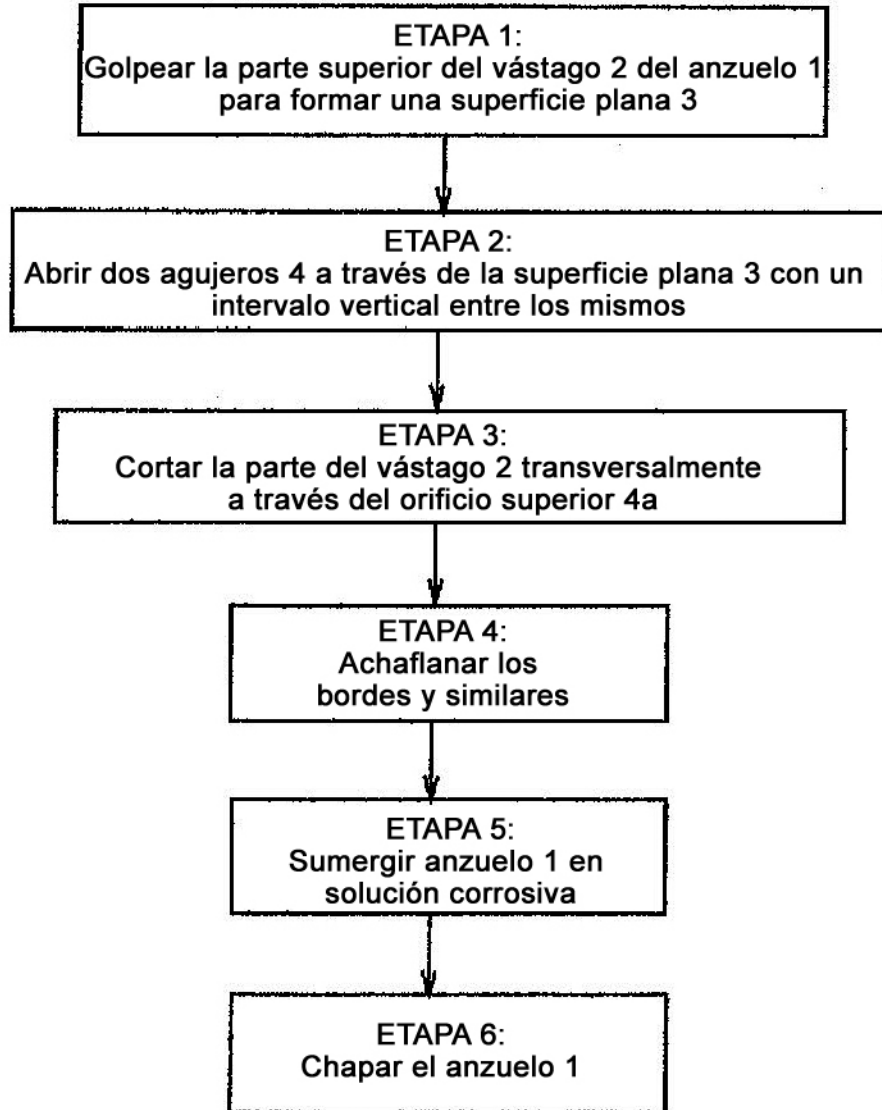 ETAPA 1:
Golpear la parte superior del vástago 2 del anzuelo 1
para formar una superficie plana 3
ETAPA 2:
Abrir dos agujeros 4 a través de la superficie plana 3 con un
intervalo vertical entre los mismos
ETAPA 3:
Cortar la parte del vástago 2 transversalmente
a través del orificio superior 4a
ETAPA 4:
Achaflanar los
bordes y similares
ETAPA 5:
Sumergir anzuelo 1 en
solución corrosiva
ETAPA 6:
Chapar el anzuelo 1